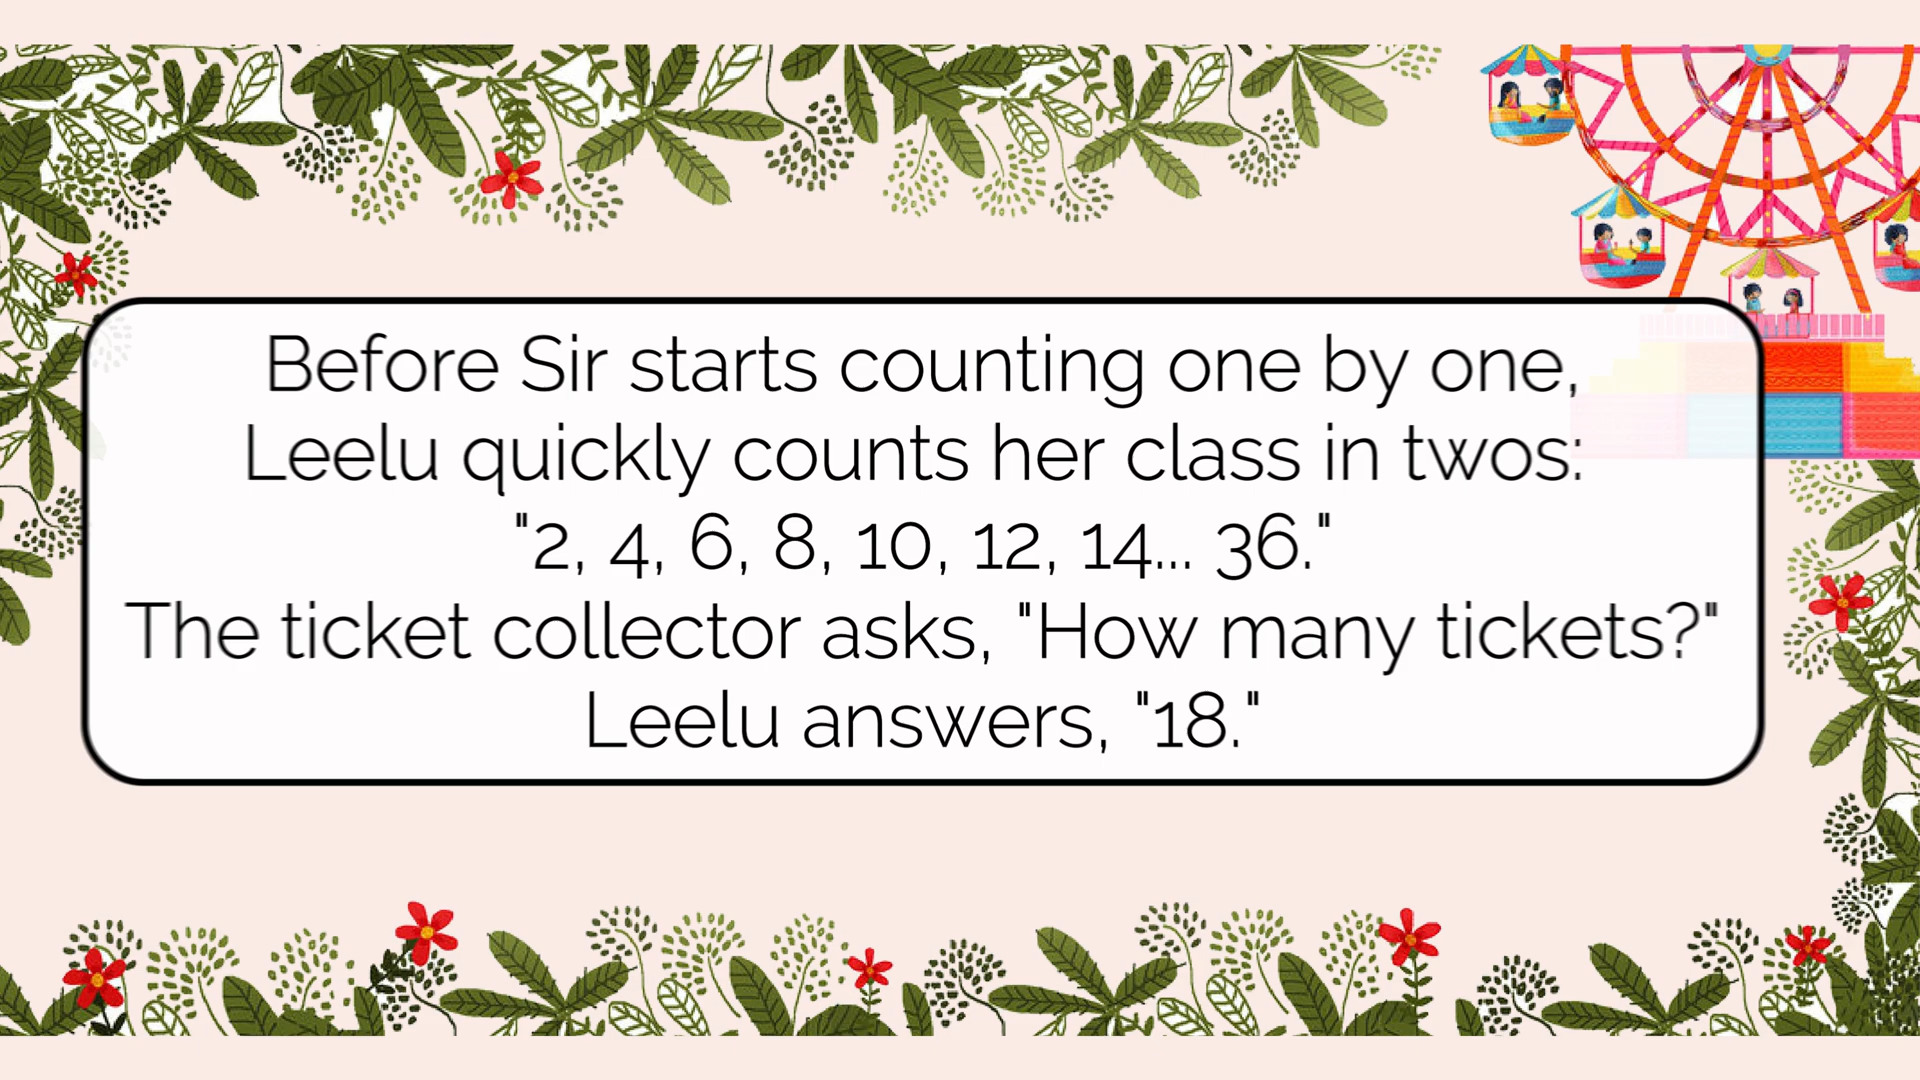 Before Sir starts counting one by one,
Leelu quickly counts her class in twos:
"2, 4, 6, 8, 10, 12, 14... 36."
The ticket collector asks, "How many tickets?"
Leelu answers, "18."